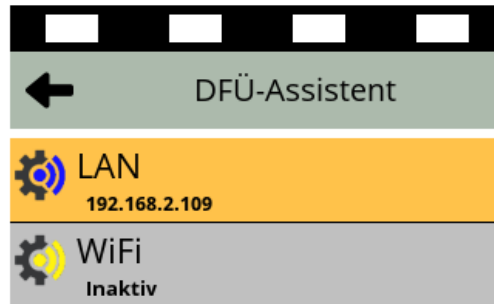 DFÜ-Assistent
LAN
192.168.2.109
WiFi
Inaktiv